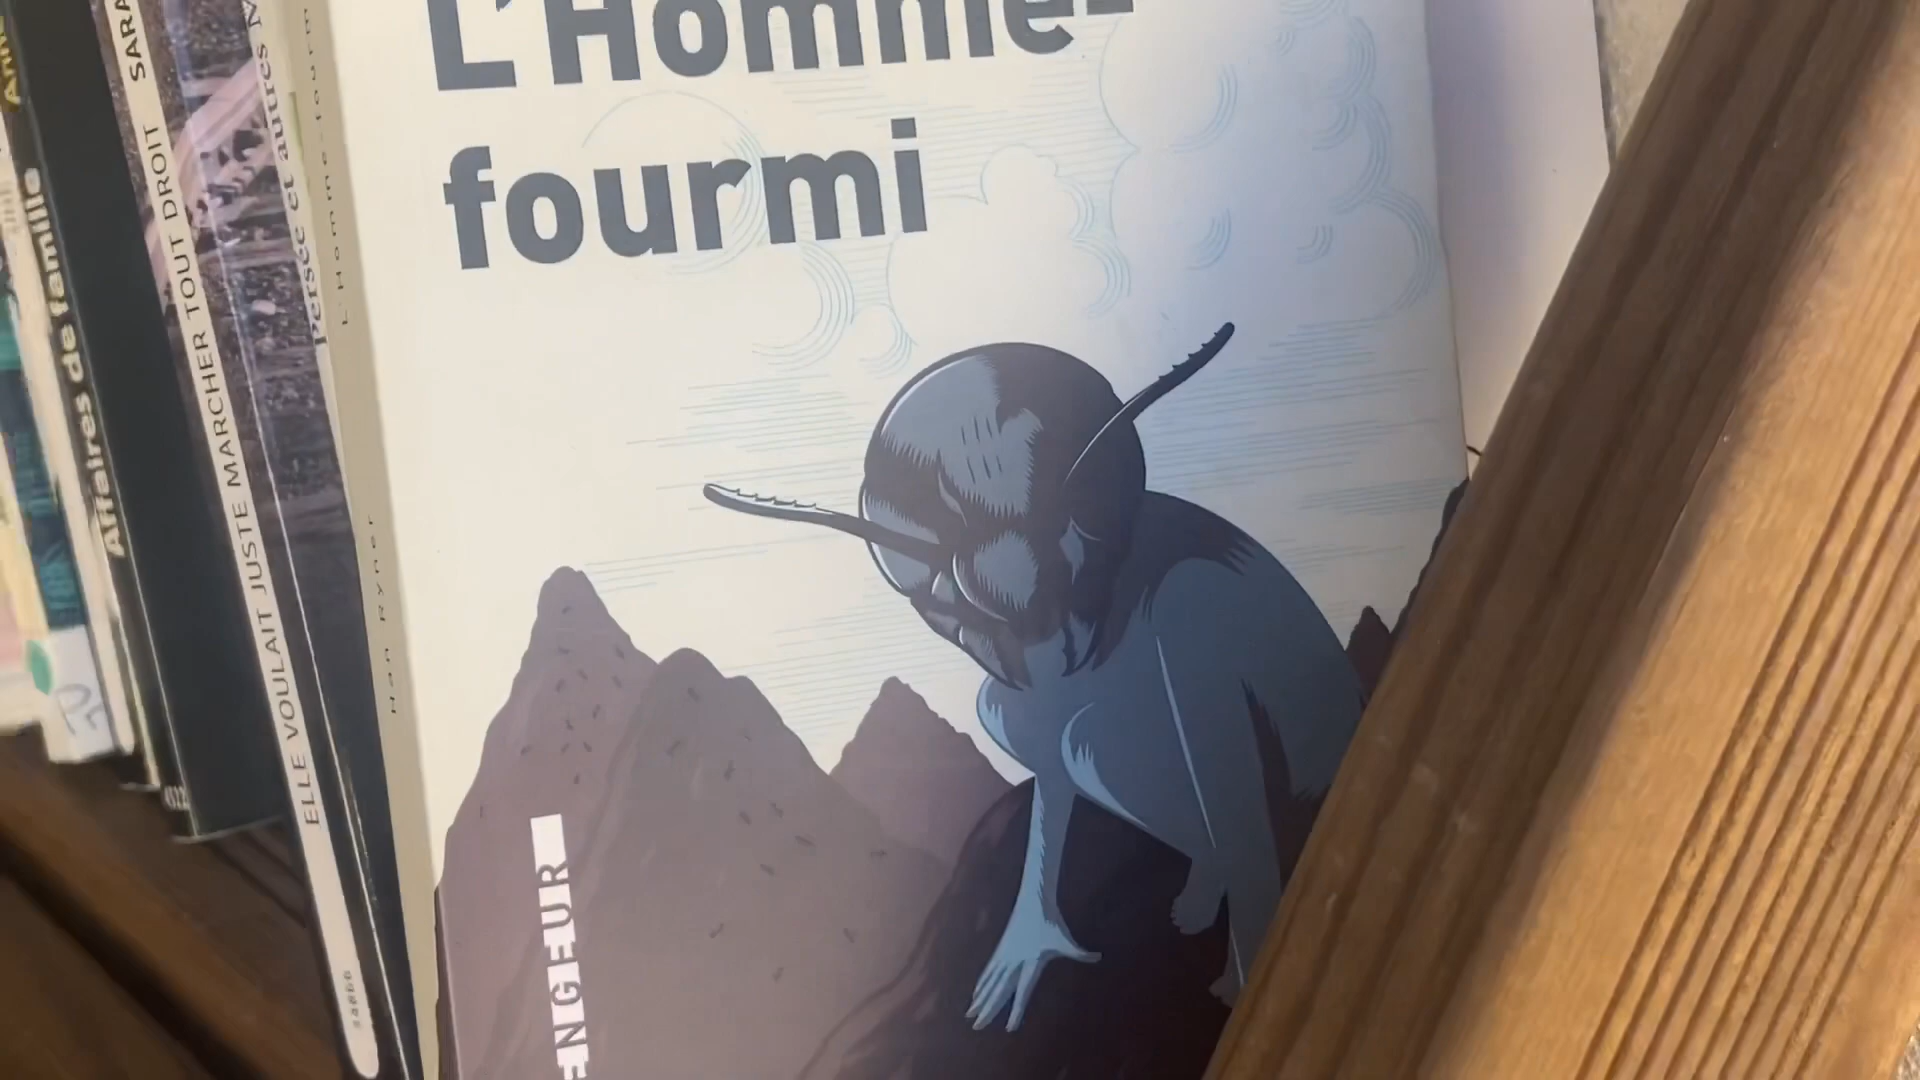 L'Homme-
fourmi
ENGEUR
L'Homme-fourmi
Han Ryner
Persée et autres
ELLE VOULAIT JUSTE MARCHER TOUT DROIT SARA
Affaires de famille